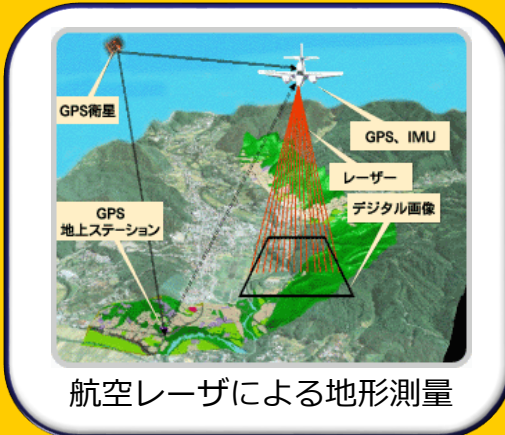 GPS衛星
GPS、IMU
レーザー
デジタル画像
GPS
地上ステーション
航空レーザによる地形測量